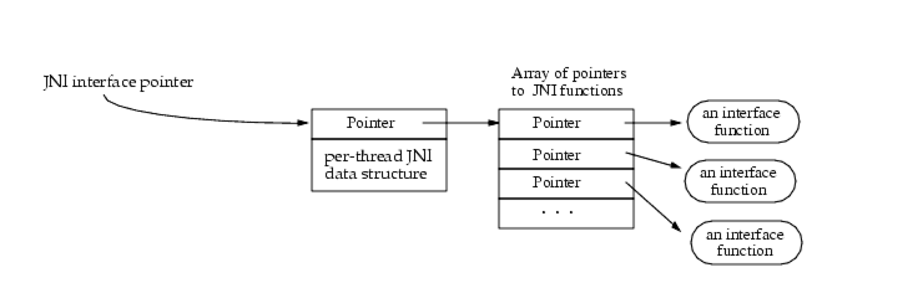 JNI interface pointer
Array of pointers
to JNI functions
Pointer
per-thread JNI
data structure
Pointer
Pointer
Pointer
. . .
an interface
function
an interface
function
an interface
function